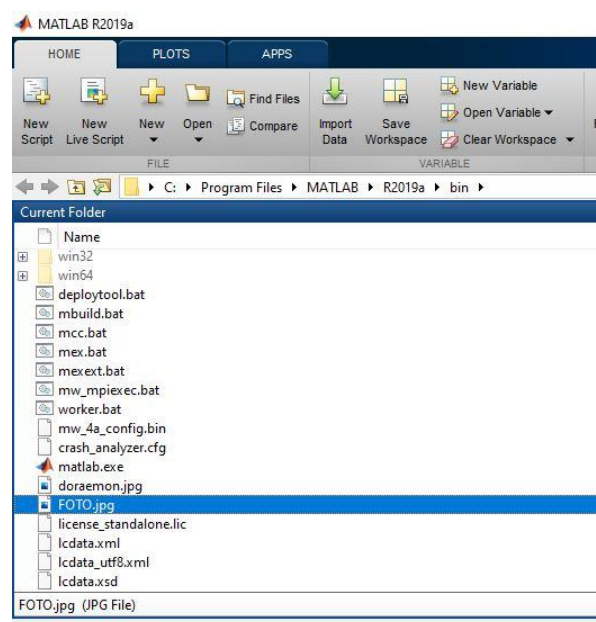 MATLAB R2019a
HOME PLOTS APPS
New Script
New Live Script
New
Open
Find Files
Compare
Import Data
Save Workspace
New Variable
Open Variable
Clear Workspace
FILE VARIABLE
C: Program Files MATLAB R2019a bin
Current Folder
Name
win32
win64
deploytool.bat
mbuild.bat
mcc.bat
mex.bat
mexext.bat
mw_mpiexec.bat
worker.bat
mw_4a_config.bin
crash_analyzer.cfg
matlab.exe
doraemon.jpg
FOTO.jpg
license_standalone.lic
lcdata.xml
lcdata_utf8.xml
lcdata.xsd
FOTO.jpg (JPG File)